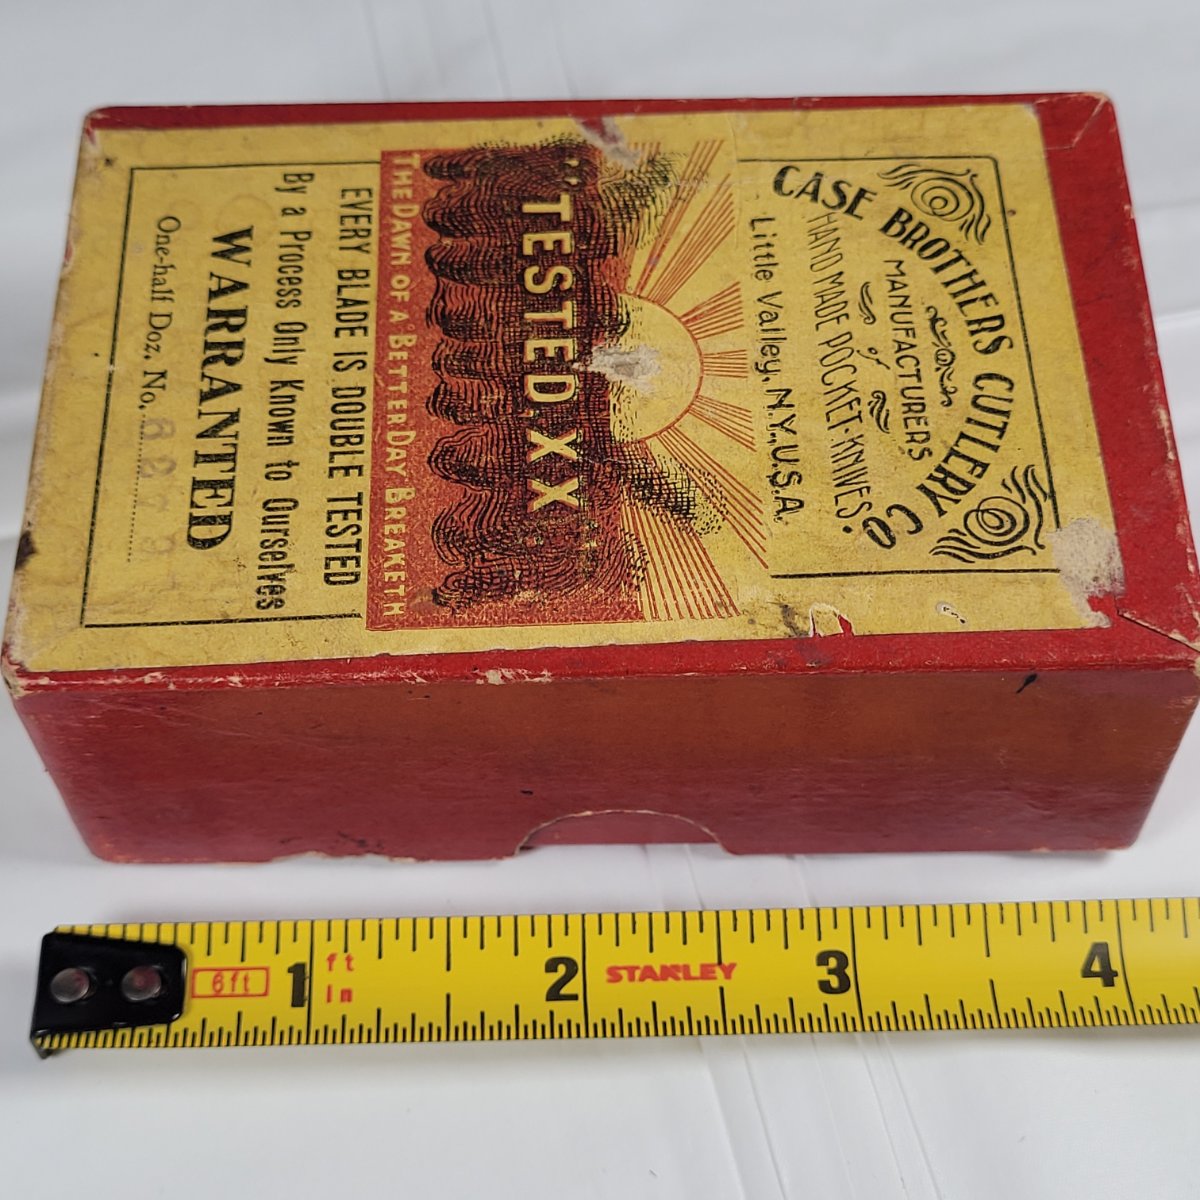 CASE BROTHERS CUTLERY Co
MANUFACTURERS
of
HAND MADE POCKET-KNIVES.
Little Valley, N.Y., U.S.A.
"TESTED XX
THE DAWN OF A BETTER DAY BREAKETH
EVERY BLADE IS DOUBLE TESTED
By a Process Only Known to Ourselves
WARRANTED
One-half Doz. No.
6ft 1 ft 2 STANLEY 3 4
in